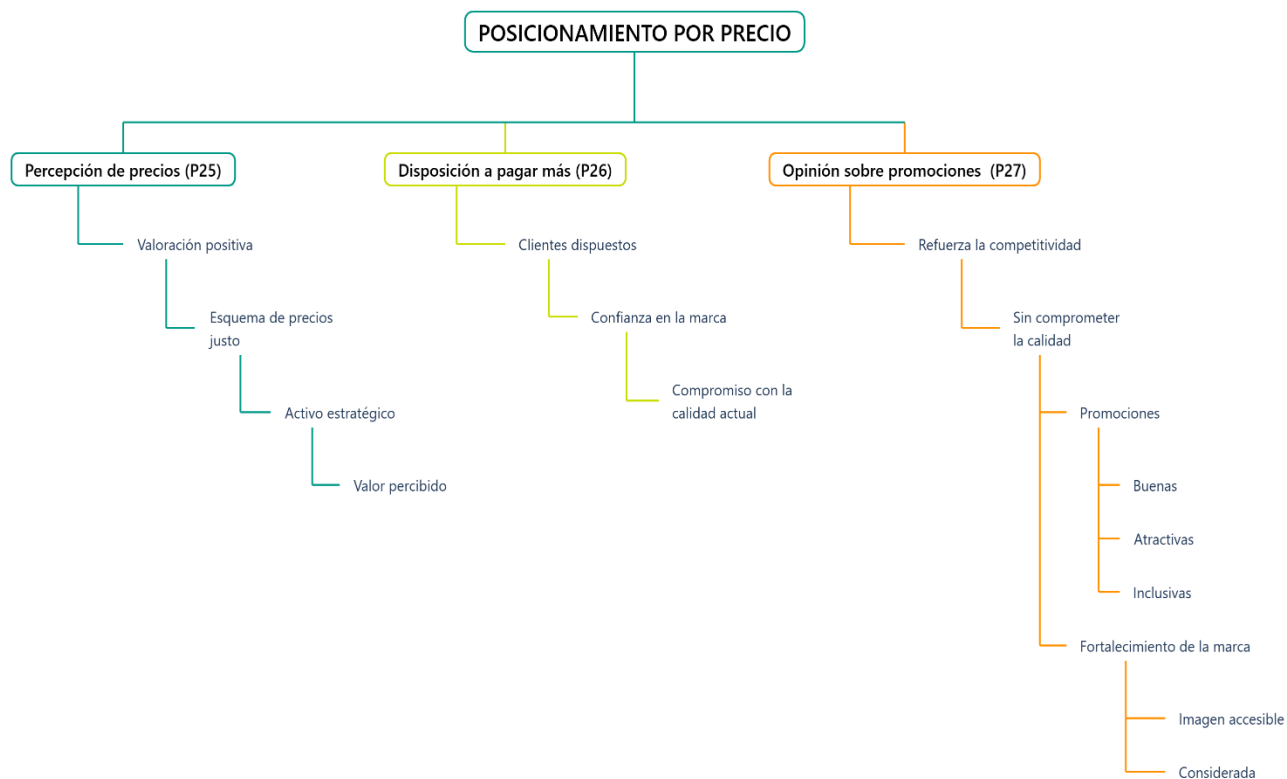 POSICIONAMIENTO POR PRECIO
Percepción de precios (P25)
Disposición a pagar más (P26)
Opinión sobre promociones (P27)
Valoración positiva
Clientes dispuestos
Refuerza la competitividad
Esquema de precios
justo
Confianza en la marca
Sin comprometer
la calidad
Activo estratégico
Compromiso con la
calidad actual
Promociones
Valor percibido
Buenas
Atractivas
Inclusivas
Fortalecimiento de la marca
Imagen accesible
Considerada